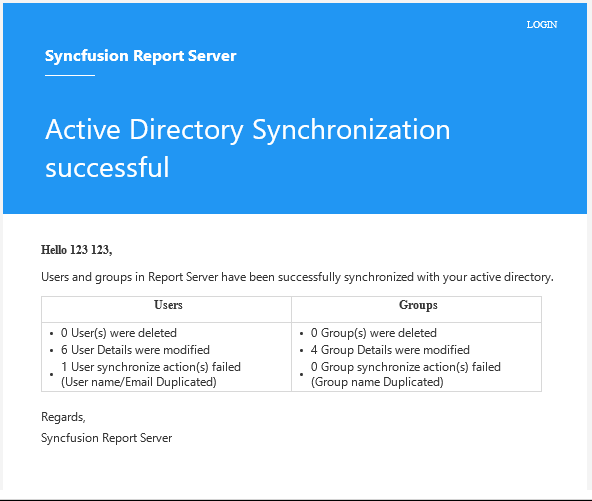 LOGIN
Syncfusion Report Server
Active Directory Synchronization
successful
Hello 123 123,
Users and groups in Report Server have been successfully synchronized with your active directory.
Users
Groups
• 0 User(s) were deleted
• 6 User Details were modified
• 1 User synchronize action(s) failed
(User name/Email Duplicated)
• 0 Group(s) were deleted
• 4 Group Details were modified
• 0 Group synchronize action(s) failed
(Group name Duplicated)
Regards,
Syncfusion Report Server